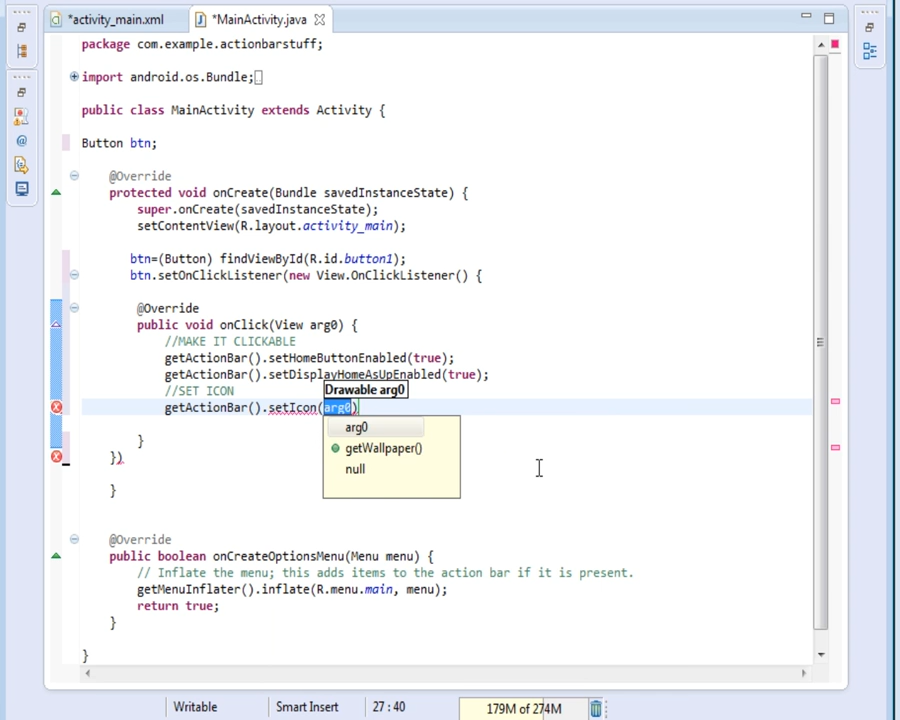 *activity_main.xml *MainActivity.java
package com.example.actionbarstuff;
import android.os.Bundle;
public class MainActivity extends Activity {
Button btn;
@Override
protected void onCreate(Bundle savedInstanceState) {
super.onCreate(savedInstanceState);
setContentView(R.layout.activity_main);
btn=(Button) findViewById(R.id.button1);
btn.setOnClickListener(new View.OnClickListener() {
@Override
public void onClick(View arg0) {
//MAKE IT CLICKABLE
getActionBar().setHomeButtonEnabled(true);
getActionBar().setDisplayHomeAsUpEnabled(true);
//SET ICON
Drawable arg0
getActionBar().setIcon(arg0)
arg0
getWallpaper()
null
}
})
}
@Override
public boolean onCreateOptionsMenu(Menu menu) {
// Inflate the menu; this adds items to the action bar if it is present.
getMenuInflater().inflate(R.menu.main, menu);
return true;
}
}
Writable Smart Insert 27 : 40 179M of 274M